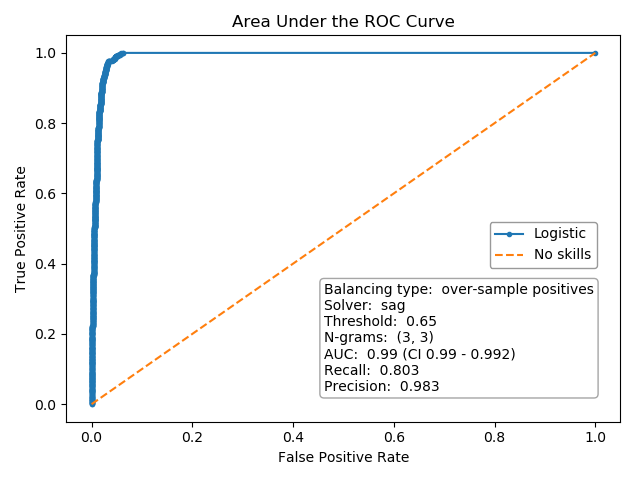 Area Under the ROC Curve
True Positive Rate
1.0
0.8
0.6
0.4
0.2
0.0
Logistic
No skills
Balancing type:  over-sample positives
Solver:  sag
Threshold:  0.65
N-grams:  (3, 3)
AUC:  0.99 (CI 0.99 - 0.992)
Recall:  0.803
Precision:  0.983
0.0 0.2 0.4 0.6 0.8 1.0
False Positive Rate